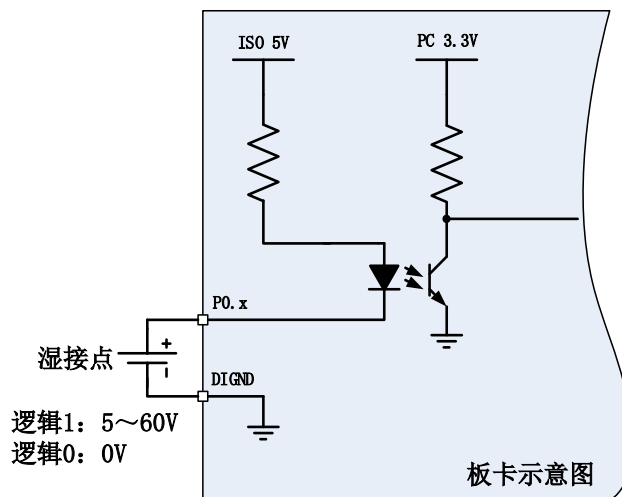 ISO 5V
PC 3.3V
P0.x
湿接点
+
DIGND
逻辑1：5～60V
逻辑0：0V
板卡示意图